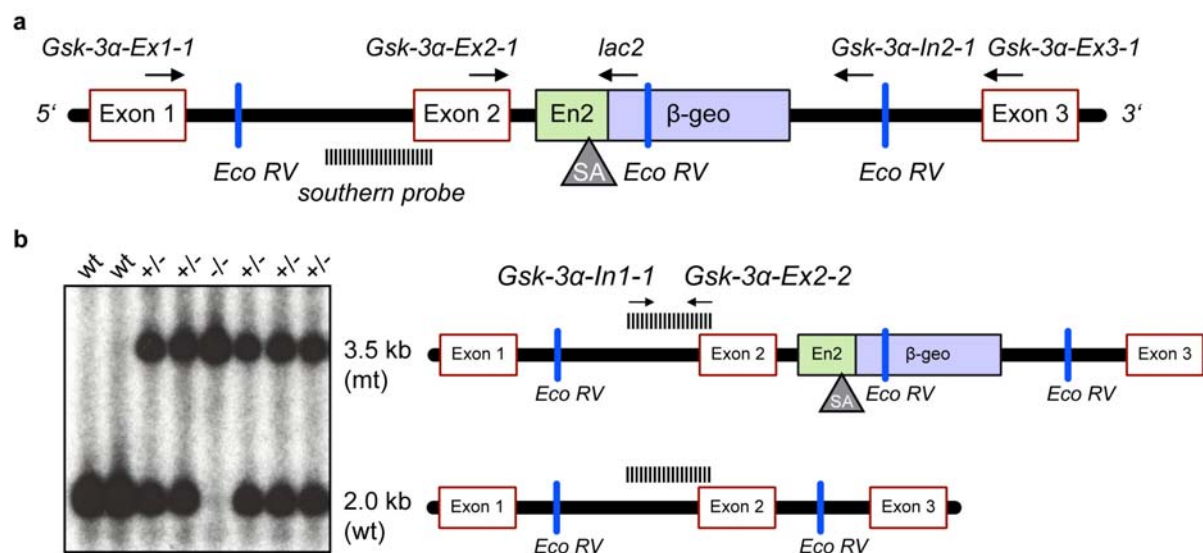 a
Gsk-3α-Ex1-1 Gsk-3α-Ex2-1 lac2 Gsk-3α-In2-1 Gsk-3α-Ex3-1
5‘ Exon 1 Exon 2 En2 β-geo Exon 3 3‘
Eco RV SA Eco RV Eco RV
southern probe
b
wt wt +/- +/- -/- +/- +/- +/-
3.5 kb
(mt)
2.0 kb
(wt)
Gsk-3α-In1-1 Gsk-3α-Ex2-2
Exon 1 Exon 2 En2 β-geo Exon 3
Eco RV SA Eco RV Eco RV
Exon 1 Exon 2 Exon 3
Eco RV Eco RV